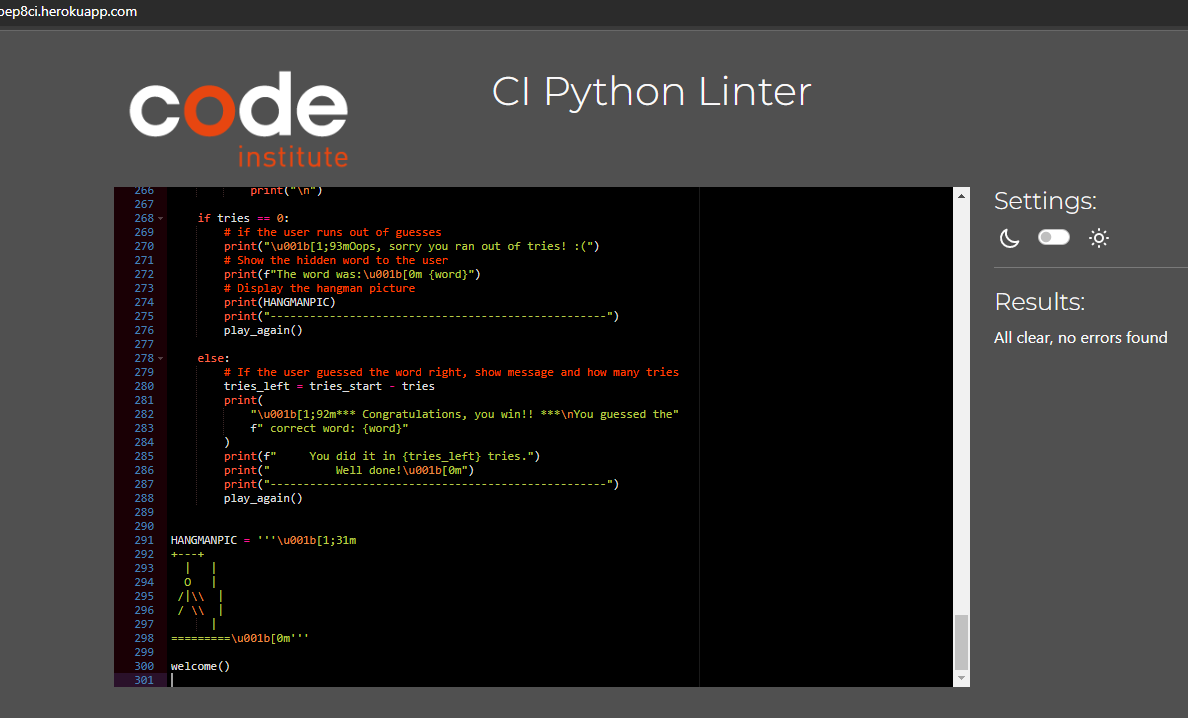 pep8ci.herokuapp.com
code
institute
CI Python Linter
266             print("\n")
267
268     if tries == 0:
269         # if the user runs out of guesses
270         print("\u001b[1;93mOops, sorry you ran out of tries! :(")
271         # Show the hidden word to the user
272         print(f"The word was:\u001b[0m {word}")
273         # Display the hangman picture
274         print(HANGMANPIC)
275         print("---------------------------------------------------")
276         play_again()
277
278     else:
279         # If the user guessed the word right, show message and how many tries
280         tries_left = tries_start - tries
281         print(
282             "\u001b[1;92m*** Congratulations, you win!! ***\nYou guessed the"
283             f" correct word: {word}"
284         )
285         print(f"     You did it in {tries_left} tries.")
286         print("          Well done!\u001b[0m")
287         print("---------------------------------------------------")
288         play_again()
289
290
291 HANGMANPIC = '''\u001b[1;31m
292 +---+
293   |   |
294   O   |
295  /|\\  |
296  / \\  |
297       |
298 =========\u001b[0m'''
299
300 welcome()
301
Settings:
Results:
All clear, no errors found